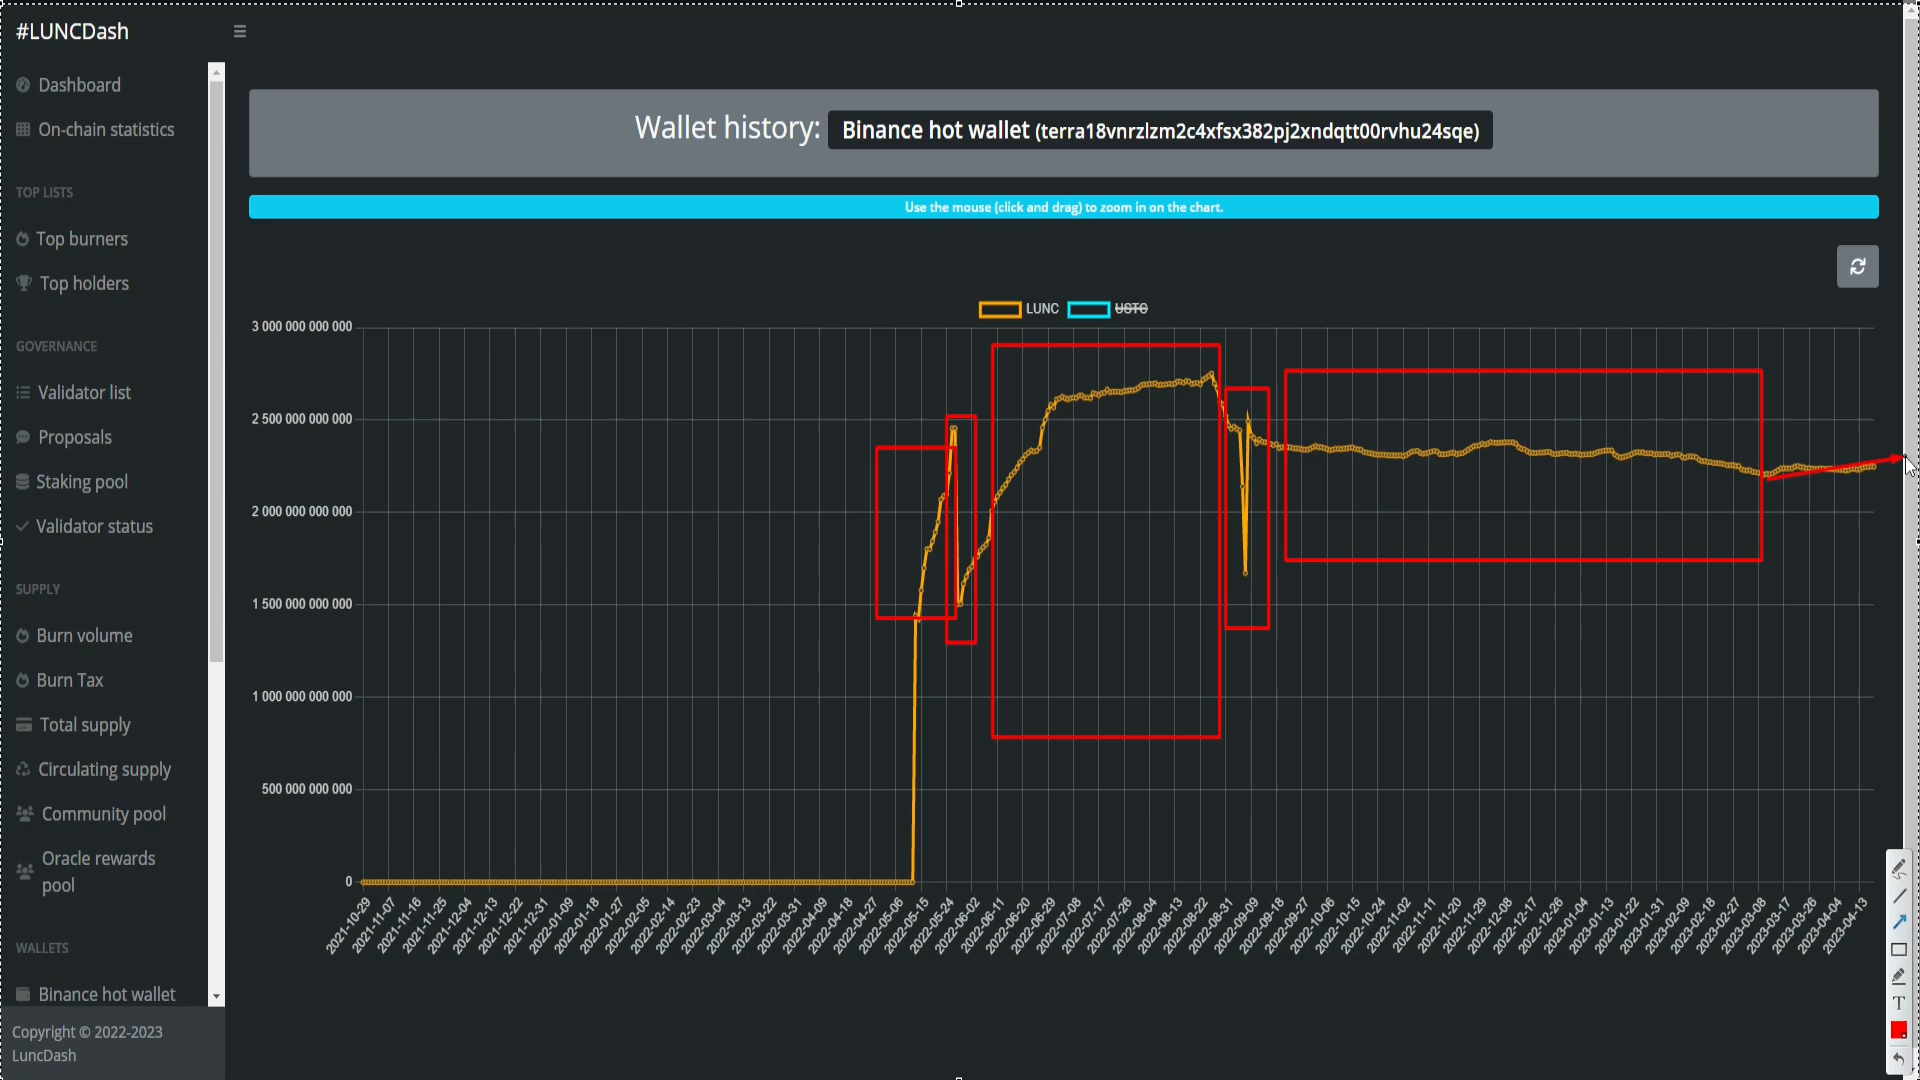 #LUNCDash
Dashboard
On-chain statistics
TOP LISTS
Top burners
Top holders
GOVERNANCE
Validator list
Proposals
Staking pool
Validator status
SUPPLY
Burn volume
Burn Tax
Total supply
Circulating supply
Community pool
Oracle rewards
pool
WALLETS
Binance hot wallet
Copyright © 2022-2023
LuncDash
Wallet history: Binance hot wallet (terra18vnrzlzm2c4xfsx382pj2xndqtt00rvhu24sqe)
Use the mouse (click and drag) to zoom in on the chart.
LUNC USTC
3 000 000 000 000
2 500 000 000 000
2 000 000 000 000
1 500 000 000 000
1 000 000 000 000
500 000 000 000
0
2021-10-29
2021-11-07
2021-11-16
2021-11-25
2021-12-04
2021-12-13
2021-12-22
2021-12-31
2022-01-09
2022-01-18
2022-01-27
2022-02-05
2022-02-14
2022-02-23
2022-03-04
2022-03-13
2022-03-22
2022-03-31
2022-04-09
2022-04-18
2022-04-27
2022-05-06
2022-05-15
2022-05-24
2022-06-02
2022-06-11
2022-06-20
2022-06-29
2022-07-08
2022-07-17
2022-07-26
2022-08-04
2022-08-13
2022-08-22
2022-08-31
2022-09-09
2022-09-18
2022-09-27
2022-10-06
2022-10-15
2022-10-24
2022-11-02
2022-11-11
2022-11-20
2022-11-29
2022-12-08
2022-12-17
2022-12-26
2023-01-04
2023-01-13
2023-01-22
2023-01-31
2023-02-09
2023-02-18
2023-02-27
2023-03-08
2023-03-17
2023-03-26
2023-04-04
2023-04-13
T